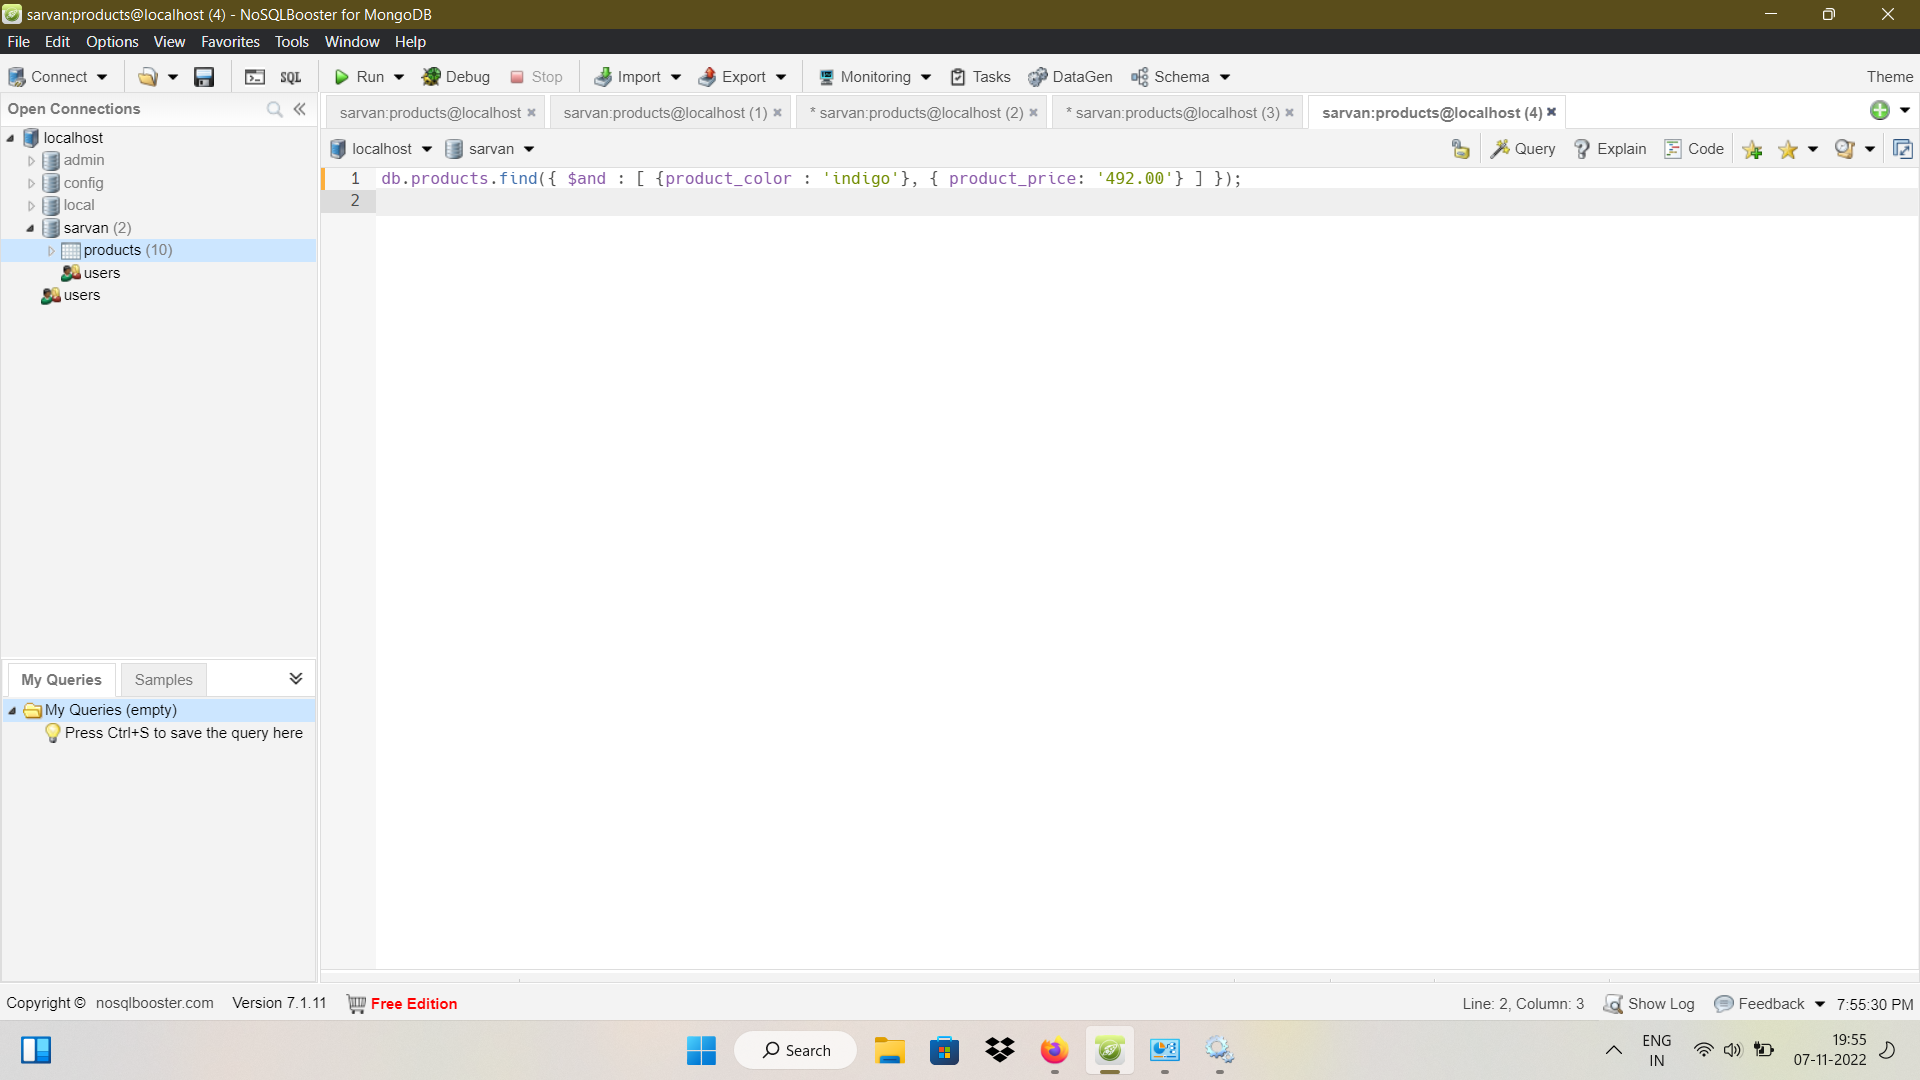 sarvan:products@localhost (4) - NoSQLBooster for MongoDB
File Edit Options View Favorites Tools Window Help
Connect SQL Run Debug Stop Import Export Monitoring Tasks DataGen Schema Theme
Open Connections
sarvan:products@localhost sarvan:products@localhost (1) * sarvan:products@localhost (2) * sarvan:products@localhost (3) sarvan:products@localhost (4)
localhost sarvan Query Explain Code
localhost
admin
config
local
sarvan (2)
products (10)
users
users
1 db.products.find({ $and : [ {product_color : 'indigo'}, { product_price: '492.00'} ] });
2
My Queries Samples
My Queries (empty)
Press Ctrl+S to save the query here
Copyright © nosqlbooster.com Version 7.1.11 Free Edition Line: 2, Column: 3 Show Log Feedback 7:55:30 PM
Search
ENG
IN
19:55
07-11-2022